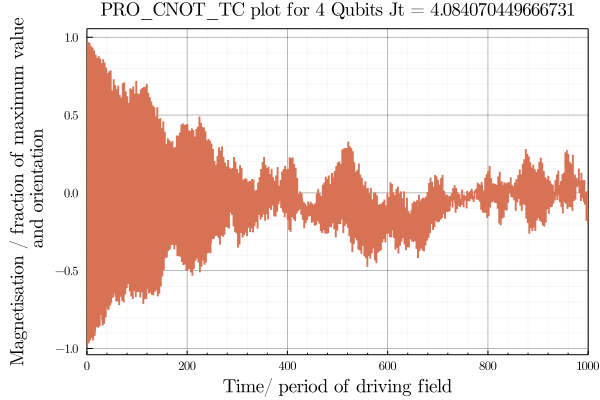 PRO_CNOT_TC plot for 4 Qubits Jt = 4.084070449666731
Magnetisation / fraction of maximum value
and orientation
1.0
0.5
0.0
−0.5
−1.0
0
200
400
600
800
1000
Time/ period of driving field